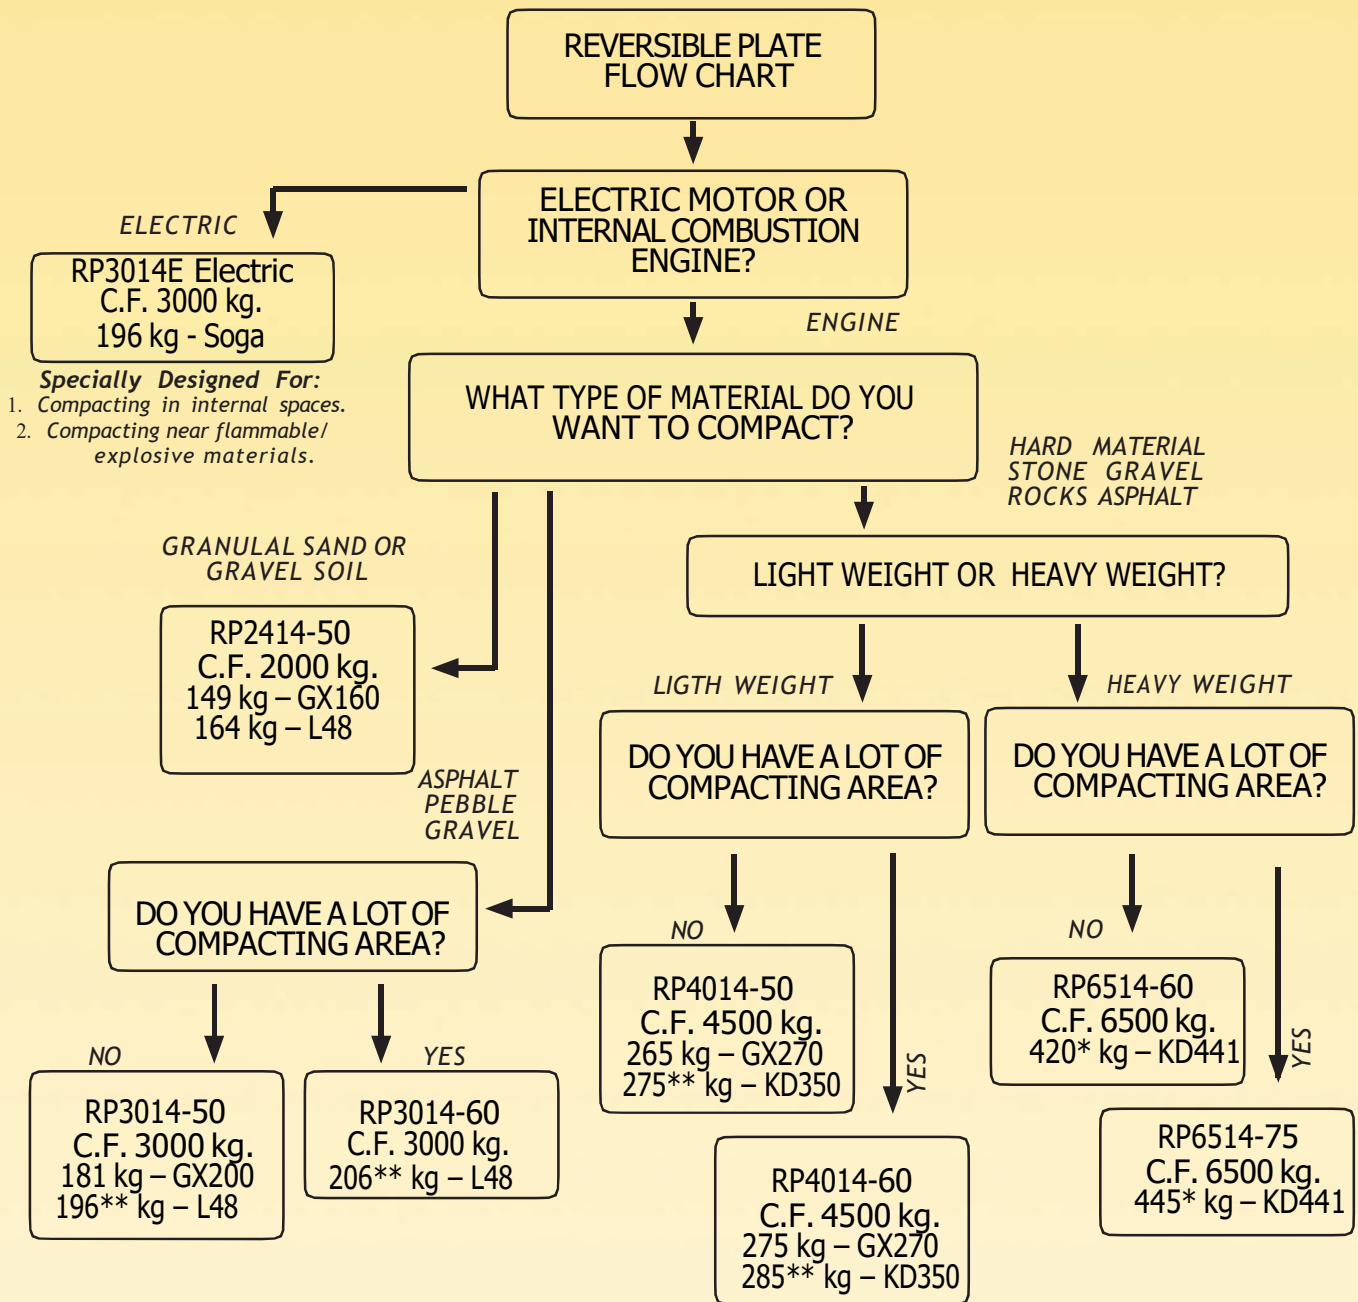 REVERSIBLE PLATE
FLOW CHART
ELECTRIC MOTOR OR
INTERNAL COMBUSTION
ENGINE?
ELECTRIC
RP3014E Electric
C.F. 3000 kg.
196 kg - Soga
Specially Designed For:
1. Compacting in internal spaces.
2. Compacting near flammable/
explosive materials.
ENGINE
WHAT TYPE OF MATERIAL DO YOU
WANT TO COMPACT?
HARD MATERIAL
STONE GRAVEL
ROCKS ASPHALT
GRANULAL SAND OR
GRAVEL SOIL
RP2414-50
C.F. 2000 kg.
149 kg – GX160
164 kg – L48
LIGHT WEIGHT OR HEAVY WEIGHT?
LIGTH WEIGHT
HEAVY WEIGHT
ASPHALT
PEBBLE
GRAVEL
DO YOU HAVE A LOT OF
COMPACTING AREA?
DO YOU HAVE A LOT OF
COMPACTING AREA?
DO YOU HAVE A LOT OF
COMPACTING AREA?
NO
RP3014-50
C.F. 3000 kg.
181 kg – GX200
196** kg – L48
YES
RP3014-60
C.F. 3000 kg.
206** kg – L48
NO
RP4014-50
C.F. 4500 kg.
265 kg – GX270
275** kg – KD350
YES
RP4014-60
C.F. 4500 kg.
275 kg – GX270
285** kg – KD350
NO
RP6514-60
C.F. 6500 kg.
420* kg – KD441
YES
RP6514-75
C.F. 6500 kg.
445* kg – KD441